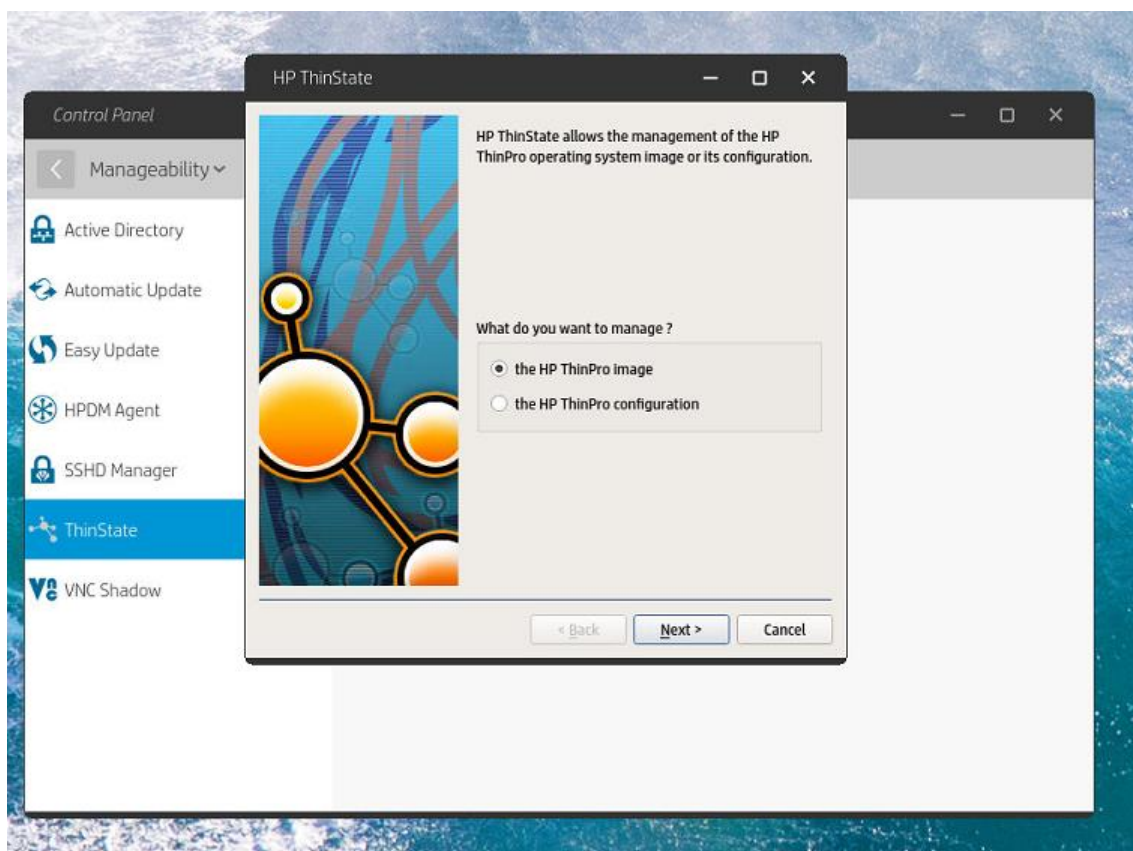 HP ThinState
Control Panel
Manageability
Active Directory
Automatic Update
Easy Update
HPDM Agent
SSHD Manager
ThinState
VNC Shadow
HP ThinState allows the management of the HP
ThinPro operating system image or its configuration.
What do you want to manage ?
the HP ThinPro image
the HP ThinPro configuration
< Back
Next >
Cancel